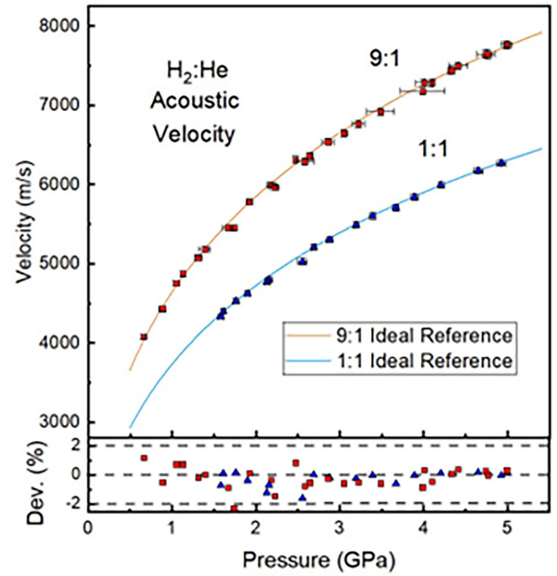 8000
7000
6000
5000
4000
3000
Velocity (m/s)
H2:He
Acoustic
Velocity
9:1
1:1
9:1 Ideal Reference
1:1 Ideal Reference
2
0
-2
Dev. (%)
0 1 2 3 4 5
Pressure (GPa)